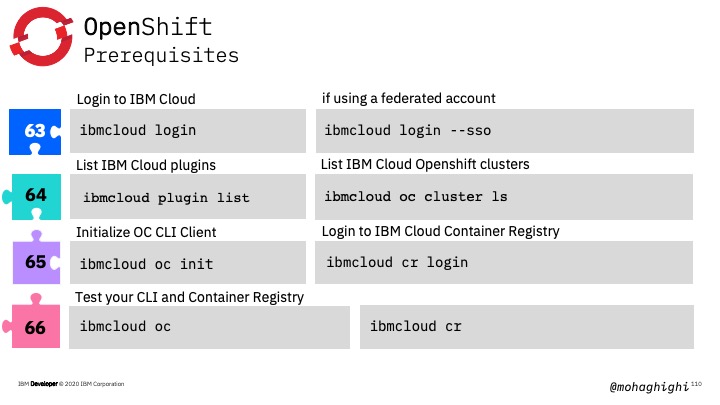 OpenShift
Prerequisites
Login to IBM Cloud
if using a federated account
63
ibmcloud login
ibmcloud login --sso
List IBM Cloud plugins
List IBM Cloud Openshift clusters
64
ibmcloud plugin list
ibmcloud oc cluster ls
Initialize OC CLI Client
Login to IBM Cloud Container Registry
65
ibmcloud oc init
ibmcloud cr login
Test your CLI and Container Registry
66
ibmcloud oc
ibmcloud cr
IBM Developer © 2020 IBM Corporation
@mohaghighi
110